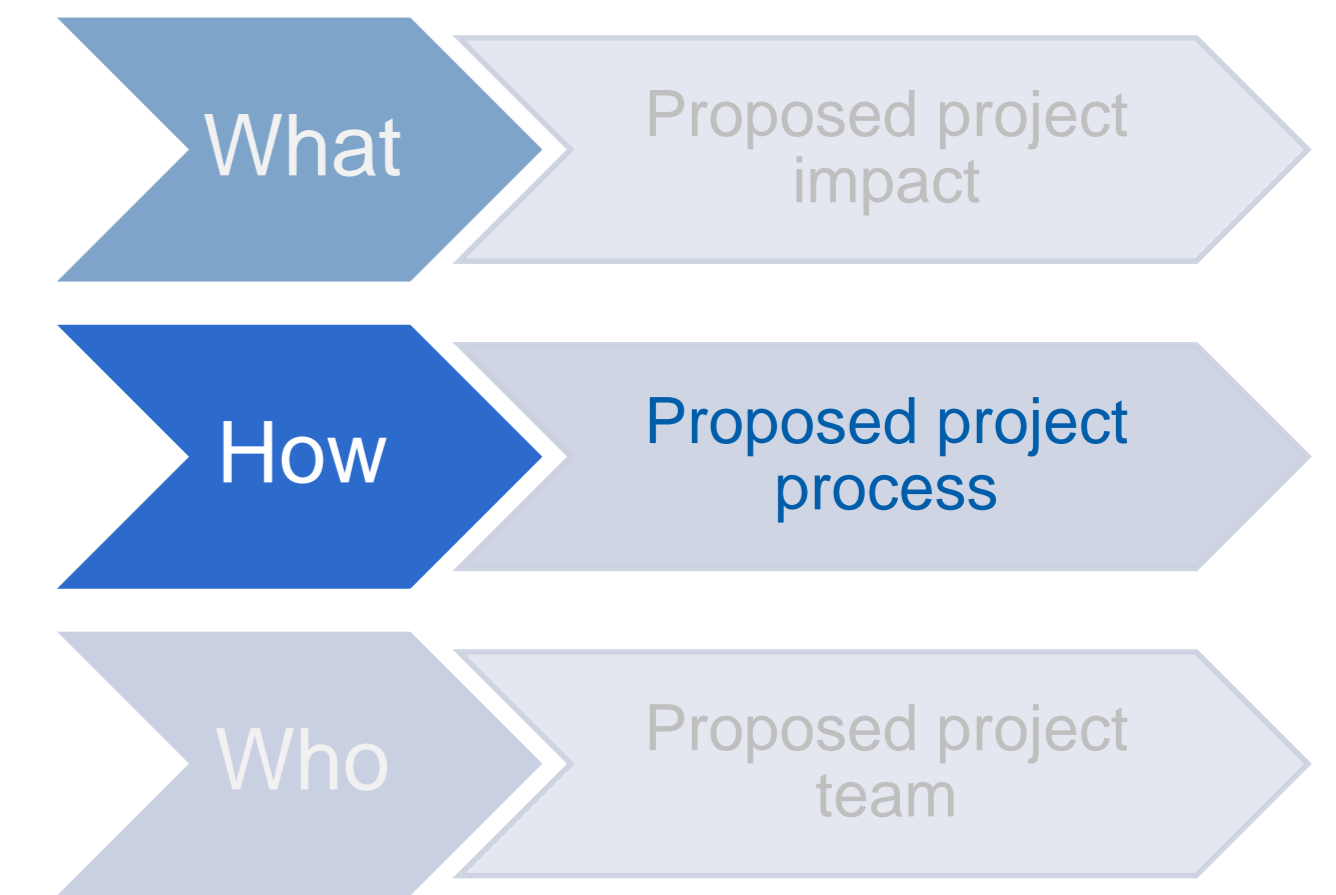 What
Proposed project
impact
How
Proposed project
process
Who
Proposed project
team